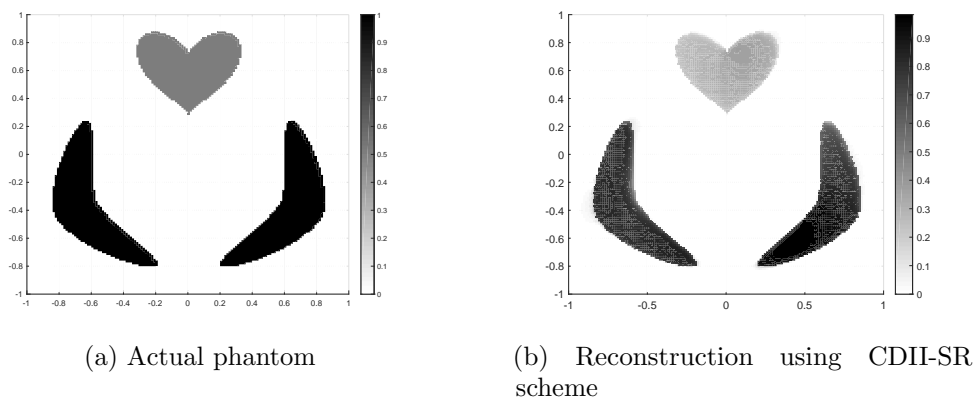 1 1 1 0.9
0.8 0.9 0.8
0.6 0.8 0.6 0.8
0.4 0.7 0.4 0.7
0.2 0.6 0.2 0.6
0 0.5 0 0.5
-0.2 0.4 -0.2 0.4
-0.4 0.3 -0.4 0.3
-0.6 0.2 -0.6 0.2
-0.8 0.1 -0.8 0.1
-1 0 -1 0
-1 -0.8 -0.6 -0.4 -0.2 0 0.2 0.4 0.6 0.8 1 -1 -0.5 0 0.5 1
(a) Actual phantom (b) Reconstruction using CDII-SR
scheme